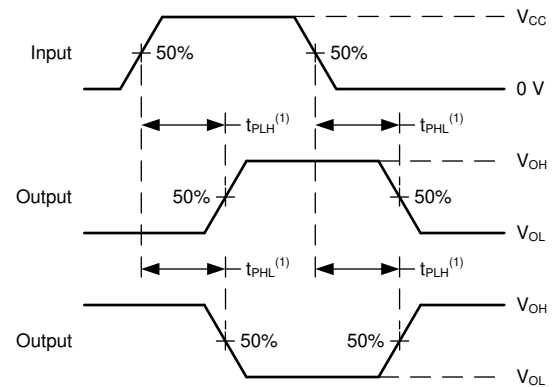 V_CC
Input 50% 50%
0 V
t_PLH(1) t_PHL(1)
V_OH
Output 50% 50%
V_OL
t_PHL(1) t_PLH(1)
V_OH
Output 50% 50%
V_OL